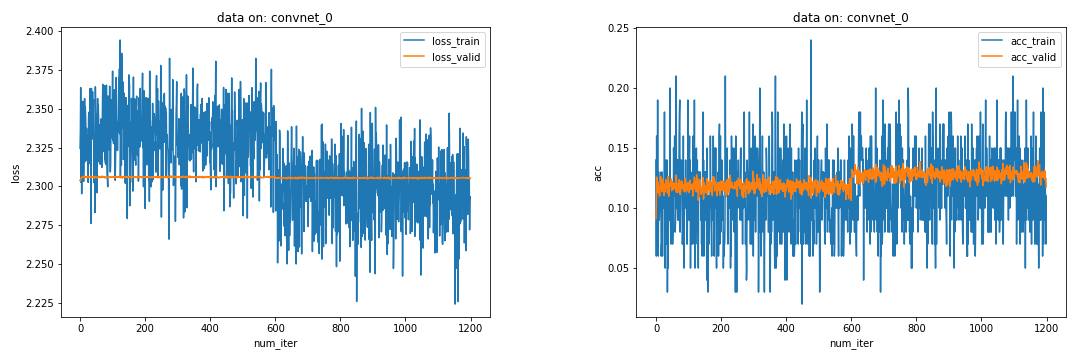 data on: convnet_0
2.400
2.375
2.350
2.325
2.300
2.275
2.250
2.225
loss
0
200
400
600
800
1000
1200
num_iter
loss_train
loss_valid
data on: convnet_0
0.25
0.20
0.15
0.10
0.05
acc
0
200
400
600
800
1000
1200
num_iter
acc_train
acc_valid